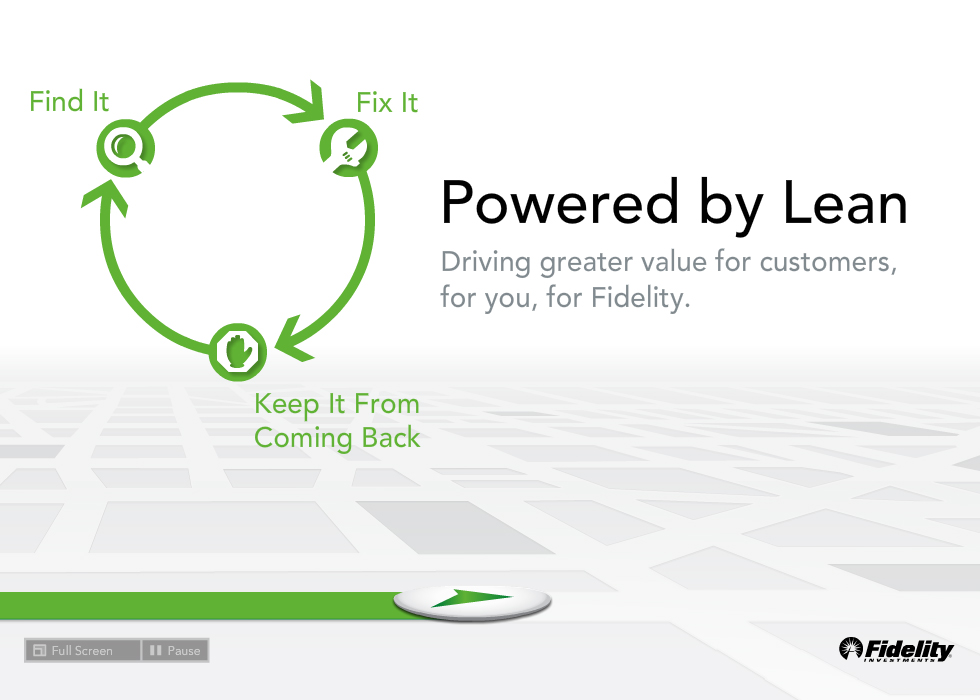 Find It
Fix It
Powered by Lean
Driving greater value for customers,
for you, for Fidelity.
Keep It From
Coming Back
Full Screen
Pause
Fidelity
INVESTMENTS